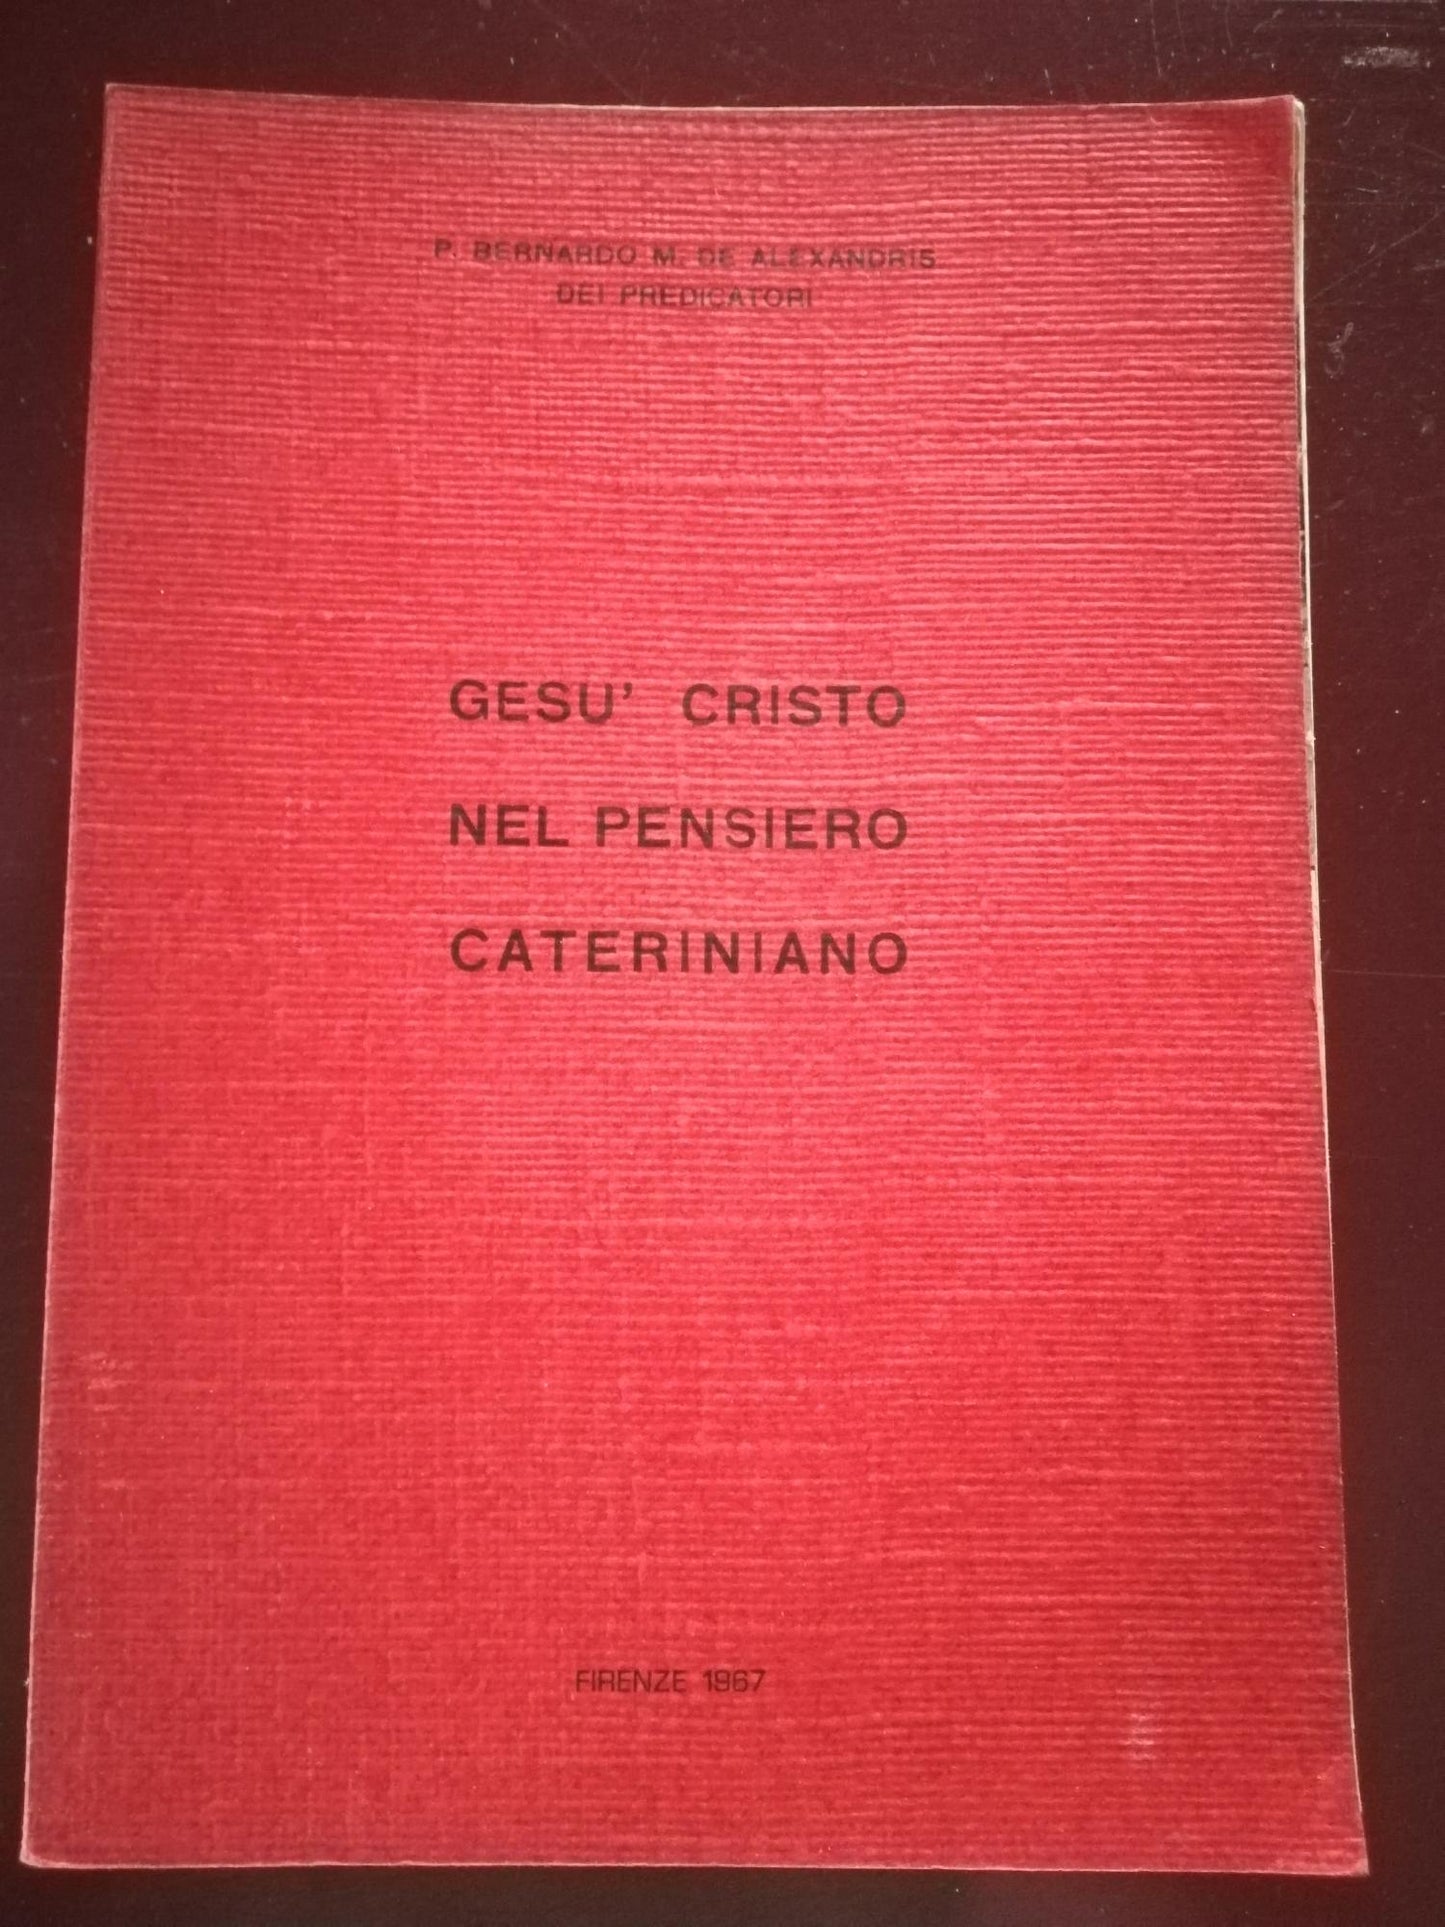 P. BERNARDO M. DE ALEXANDRIS
DEI PREDICATORI
GESU' CRISTO
NEL PENSIERO
CATERINIANO
FIRENZE 1967